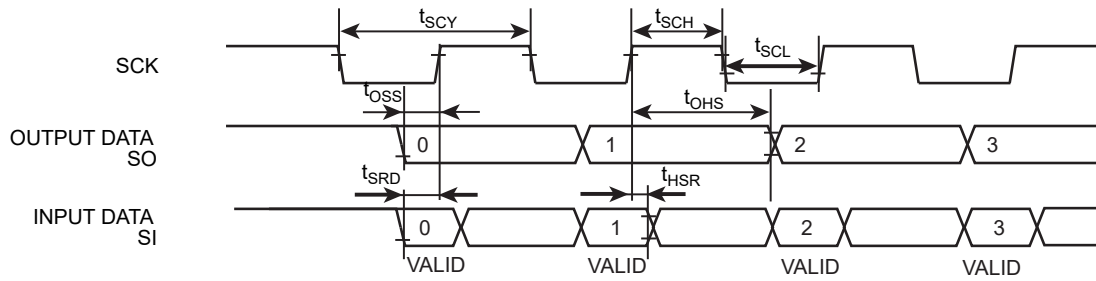 tSCY
tSCH
tSCL
SCK
tOSS
tOHS
OUTPUT DATA
SO
0 1 2 3
tSRD
tHSR
INPUT DATA
SI
0 1 2 3
VALID VALID VALID VALID